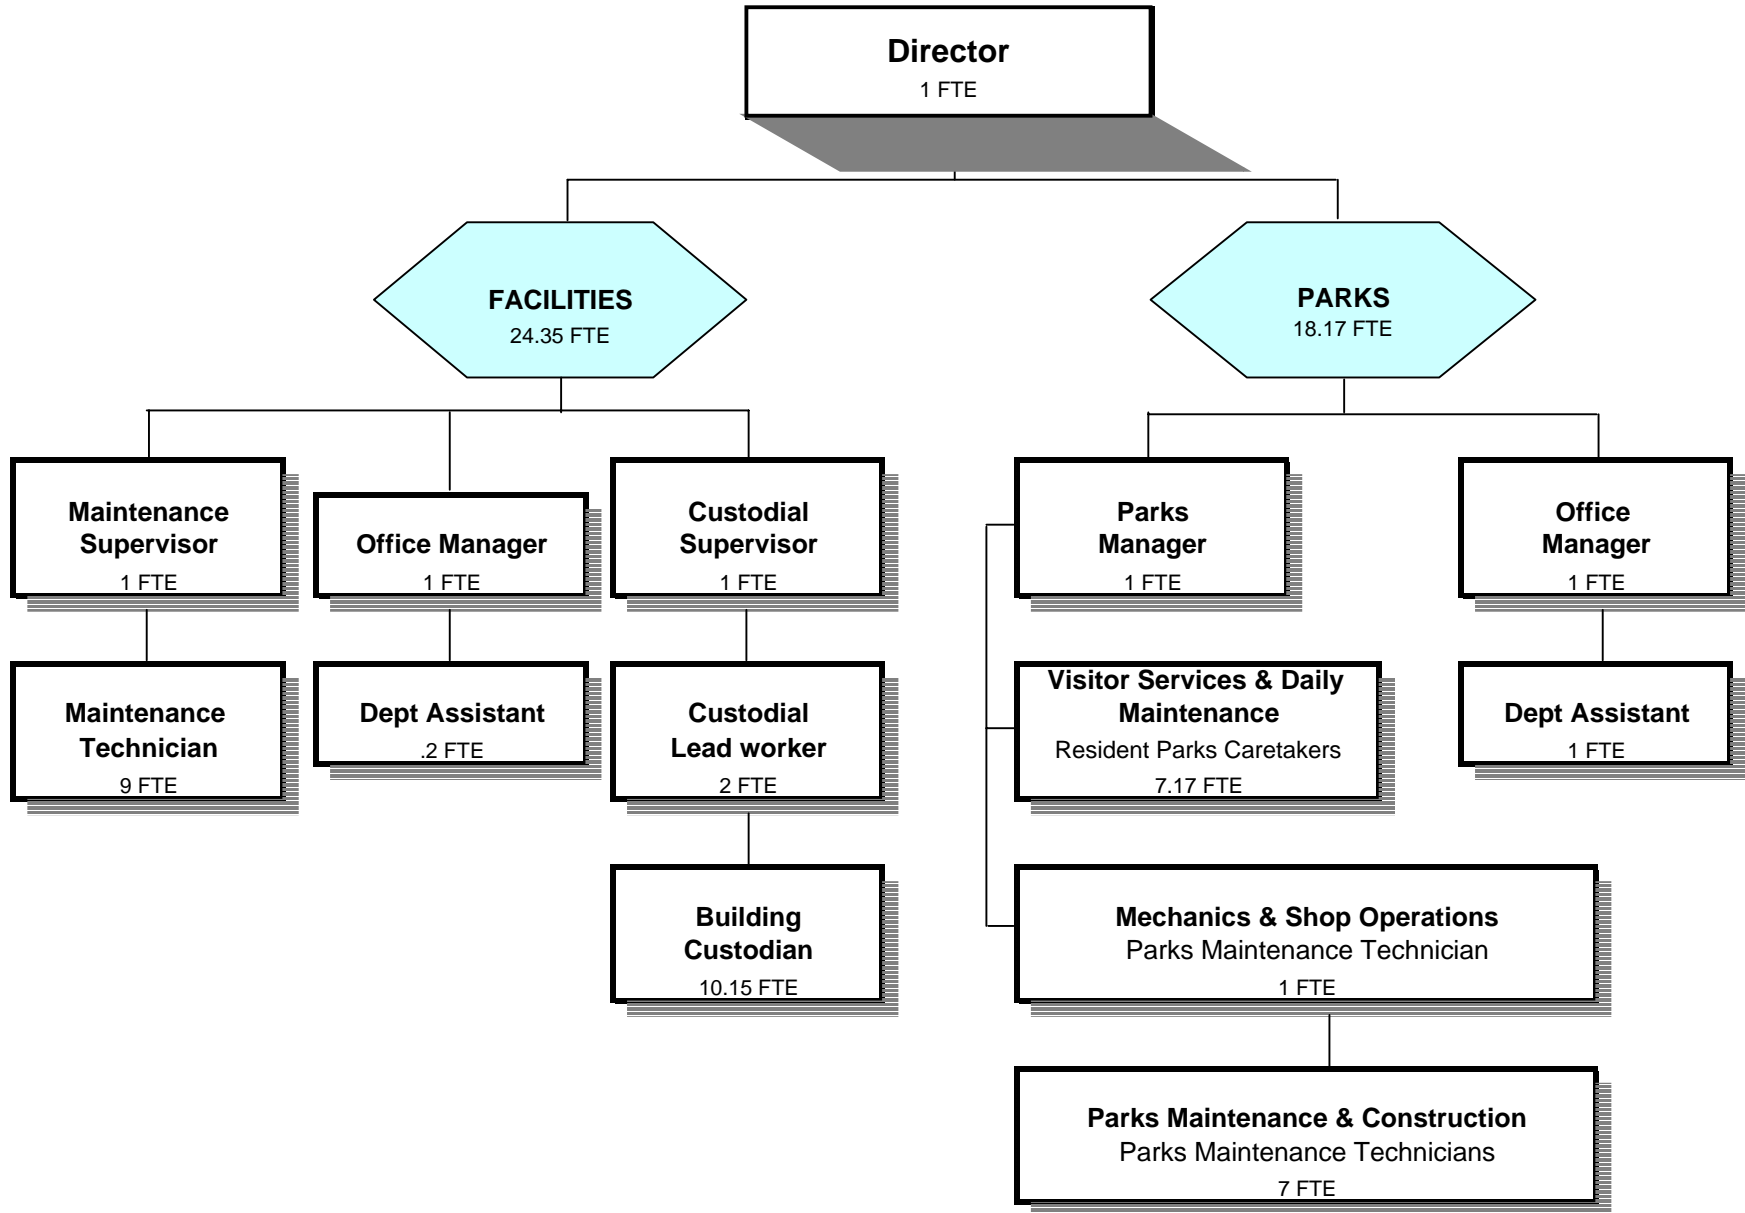 Director
1 FTE
FACILITIES
24.35 FTE
PARKS
18.17 FTE
Maintenance
Supervisor
1 FTE
Office Manager
1 FTE
Custodial
Supervisor
1 FTE
Parks
Manager
1 FTE
Office
Manager
1 FTE
Maintenance
Technician
9 FTE
Dept Assistant
.2 FTE
Custodial
Lead worker
2 FTE
Visitor Services & Daily
Maintenance
Resident Parks Caretakers
7.17 FTE
Dept Assistant
1 FTE
Building
Custodian
10.15 FTE
Mechanics & Shop Operations
Parks Maintenance Technician
1 FTE
Parks Maintenance & Construction
Parks Maintenance Technicians
7 FTE